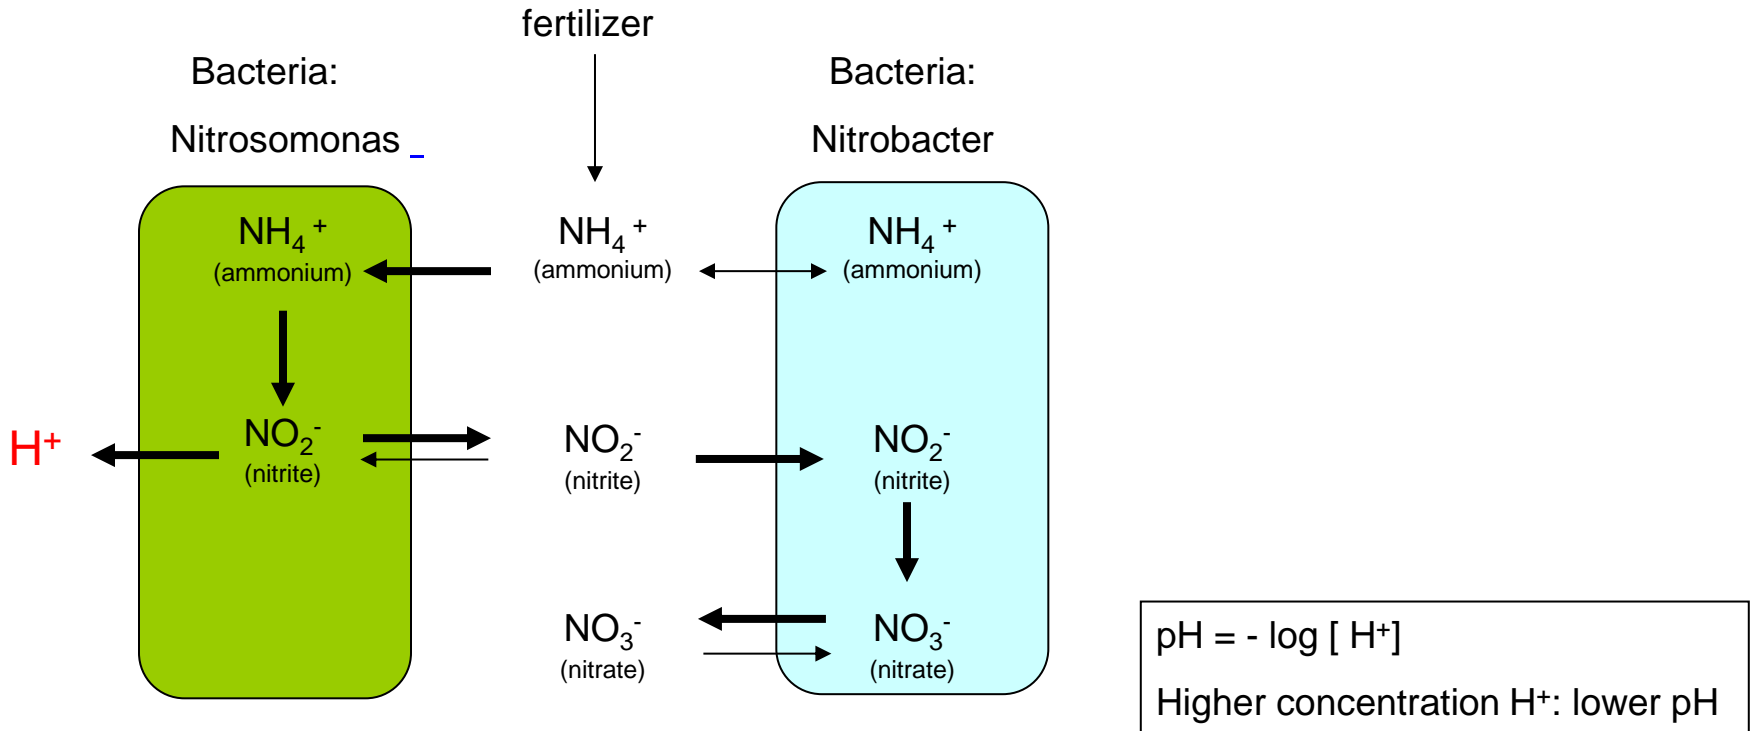 fertilizer
Bacteria:
Bacteria:
Nitrosomonas _
Nitrobacter
NH₄⁺
NH₄⁺
NH₄⁺
(ammonium)
(ammonium)
(ammonium)
H⁺
NO₂⁻
NO₂⁻
NO₂⁻
(nitrite)
(nitrite)
(nitrite)
NO₃⁻
NO₃⁻
(nitrate)
(nitrate)
pH = - log [ H⁺]
Higher concentration H⁺: lower pH